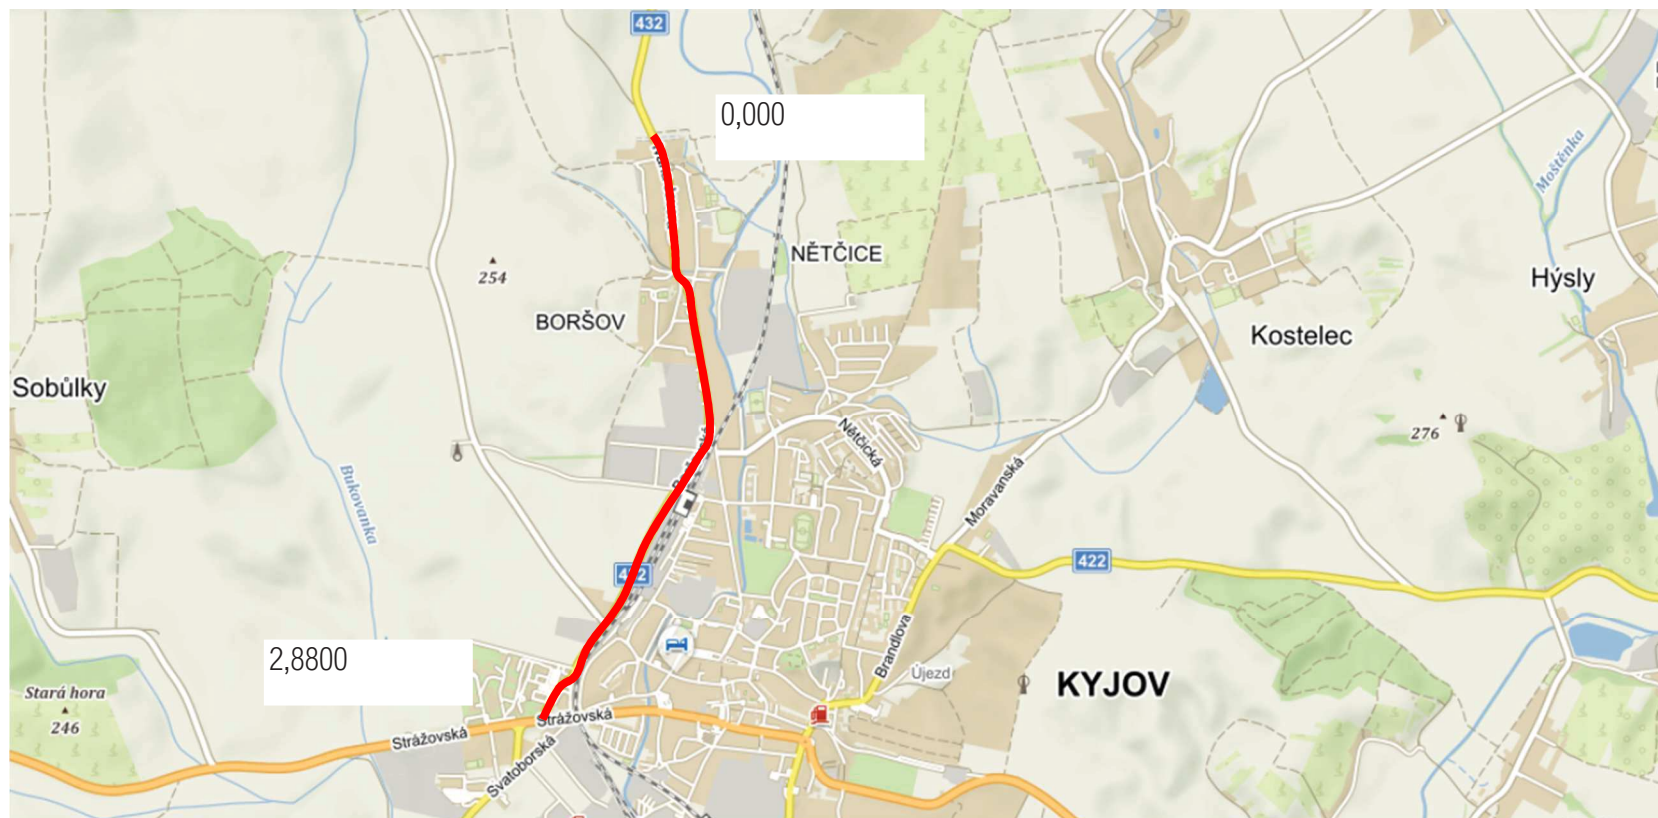 432
0,000
Moštěnka
NĚTČICE
254
Hýsly
BORŠOV
Kostelec
Sobůlky
276
Nětčická
Moravanská
Bukovanka
422
Brandlova
2,8800
Újezd
KYJOV
Stará hora
246
Strážovská
Strážovská
Svatoborská